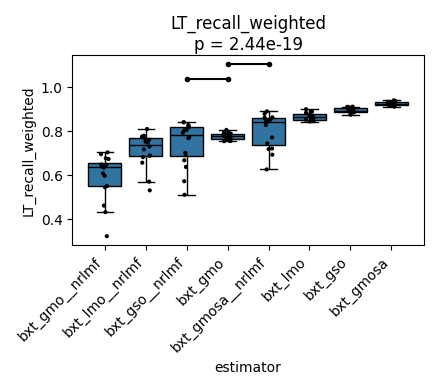 LT_recall_weighted
p = 2.44e-19
LT_recall_weighted
1.0
0.8
0.6
0.4
bxt_gmo__nrlmf
bxt_lmo__nrlmf
bxt_gso__nrlmf
bxt_gmo
bxt_gmosa__nrlmf
bxt_lmo
bxt_gso
bxt_gmosa
estimator